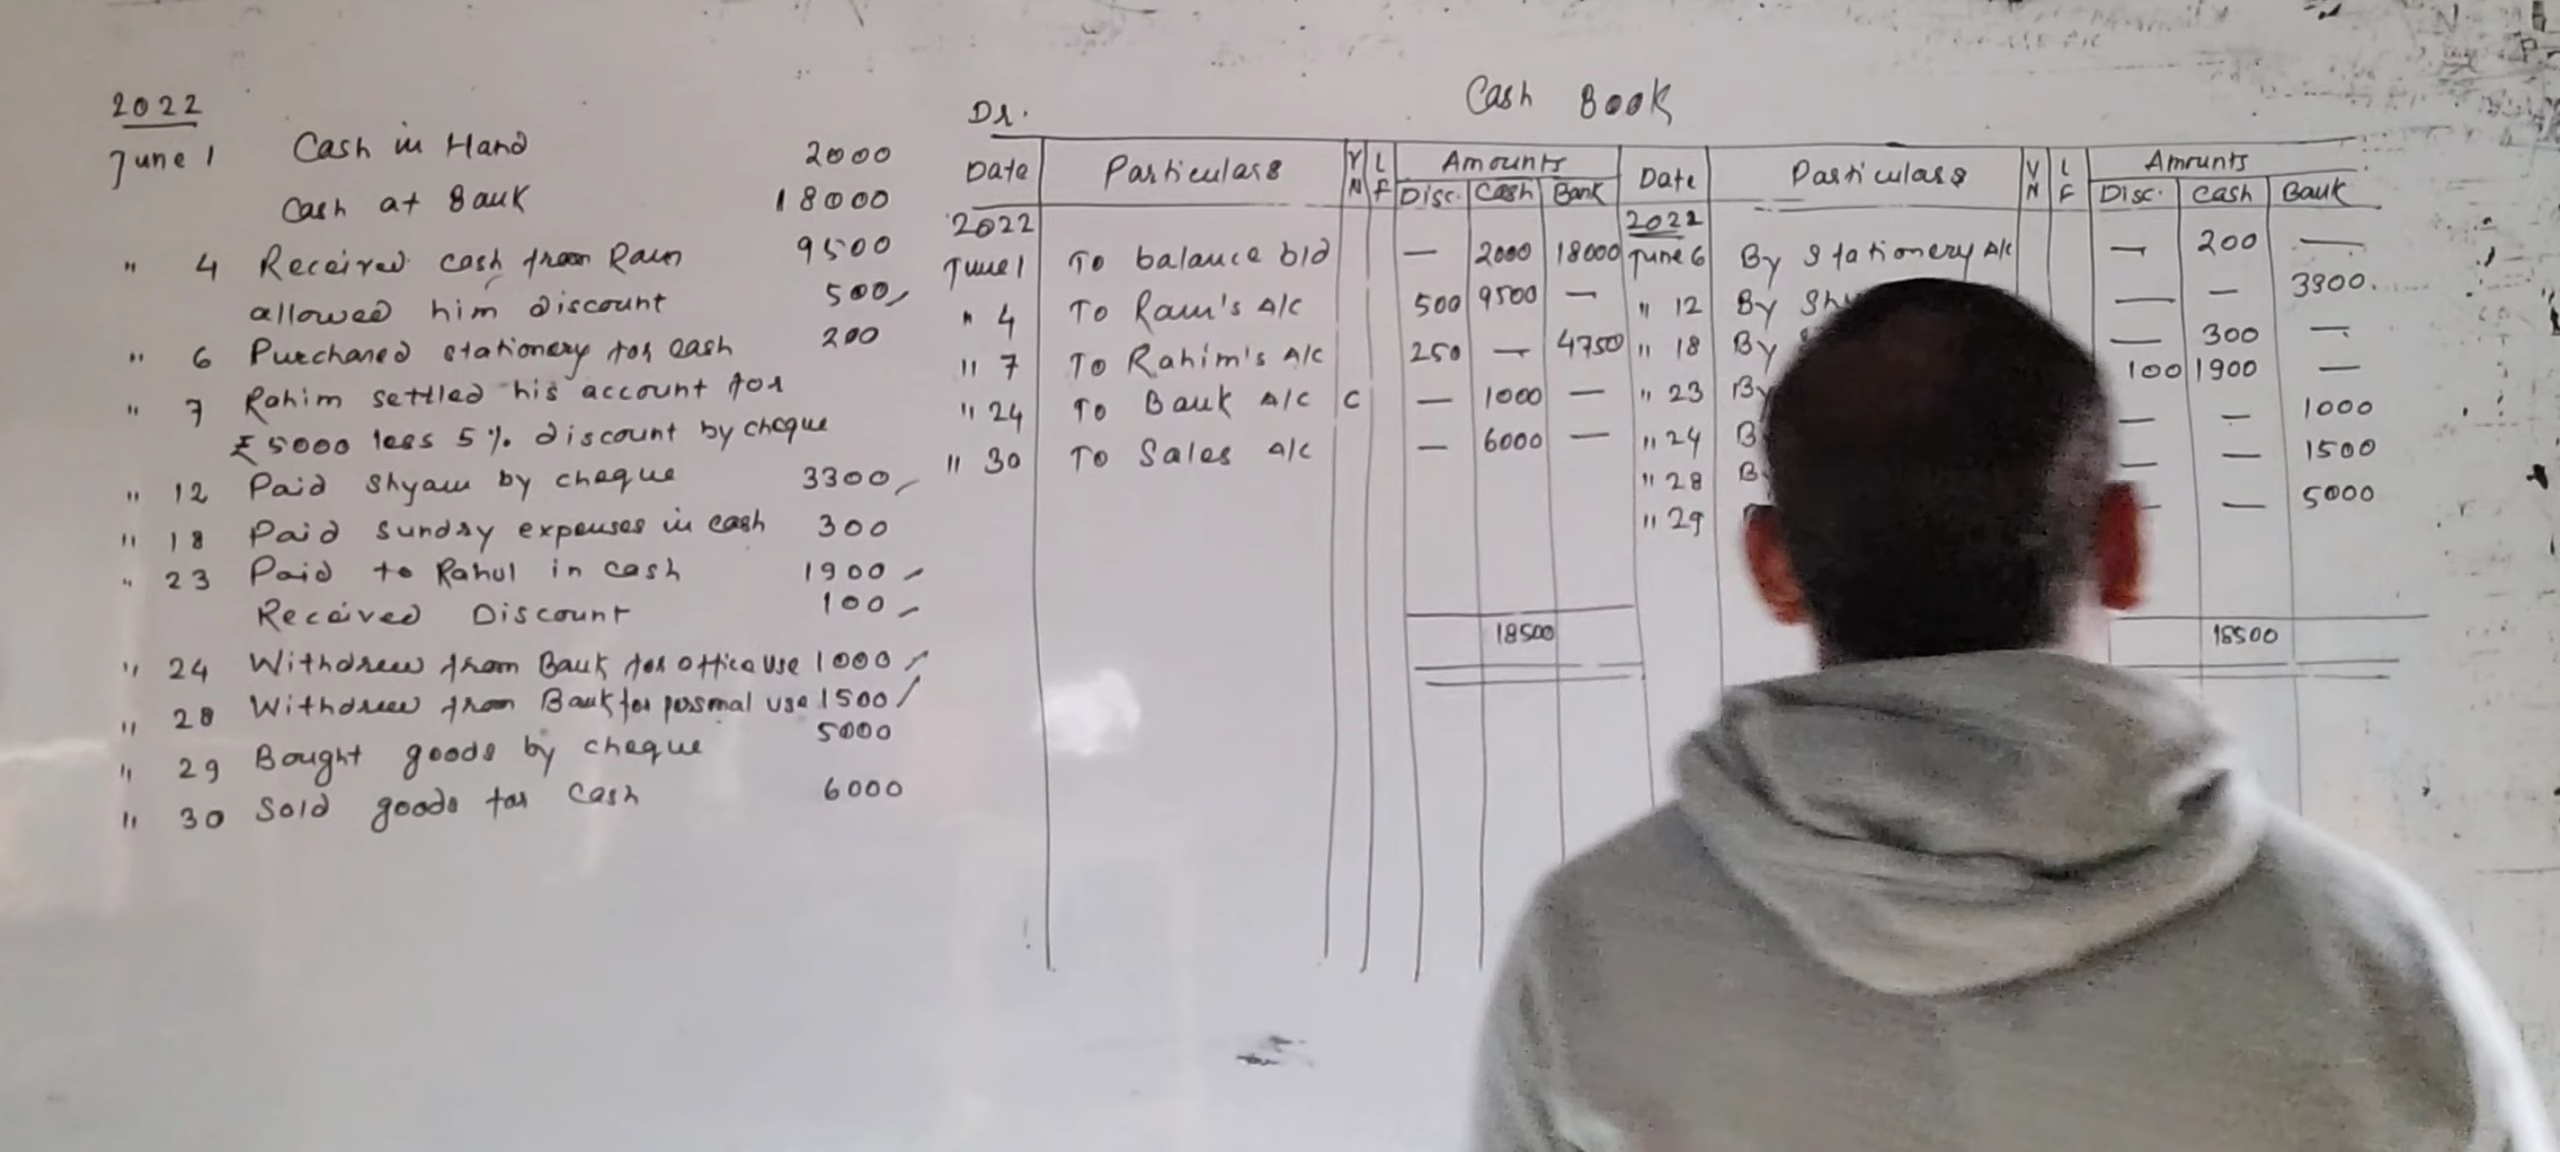 2022
June 1 Cash in Hand 2000
Cash at Bank 18000
" 4 Received cash from Ram 9500
allowed him discount 500
" 6 Purchased stationery for cash 200
" 7 Rahim settled his account for
₹ 5000 less 5% discount by cheque
" 12 Paid Shyam by cheque 3300
" 18 Paid sundry expenses in cash 300
" 23 Paid to Rahul in cash 1900
Received Discount 100
" 24 Withdrew from Bank for office use 1000
" 28 Withdrew from Bank for personal use 1500
" 29 Bought goods by cheque 5000
" 30 Sold goods for Cash 6000
Cash Book
Dr.
Date Particulars VN LF Amounts Date Particulars VN LF Amounts
Disc. Cash Bank Disc. Cash Bank
2022 2022
June 1 To balance b/d — 2000 18000 June 6 By Stationery A/c — 200 —
" 4 To Ram's A/c 500 9500 — " 12 By — — 3300
" 7 To Rahim's A/c 250 — 4750 " 18 By — 300 —
" 24 To Bank A/c C — 1000 — " 23 By 100 1900 —
" 30 To Sales A/c — 6000 — " 24 — — 1000
" 28 — — 1500
" 29 — — 5000
18500 18500